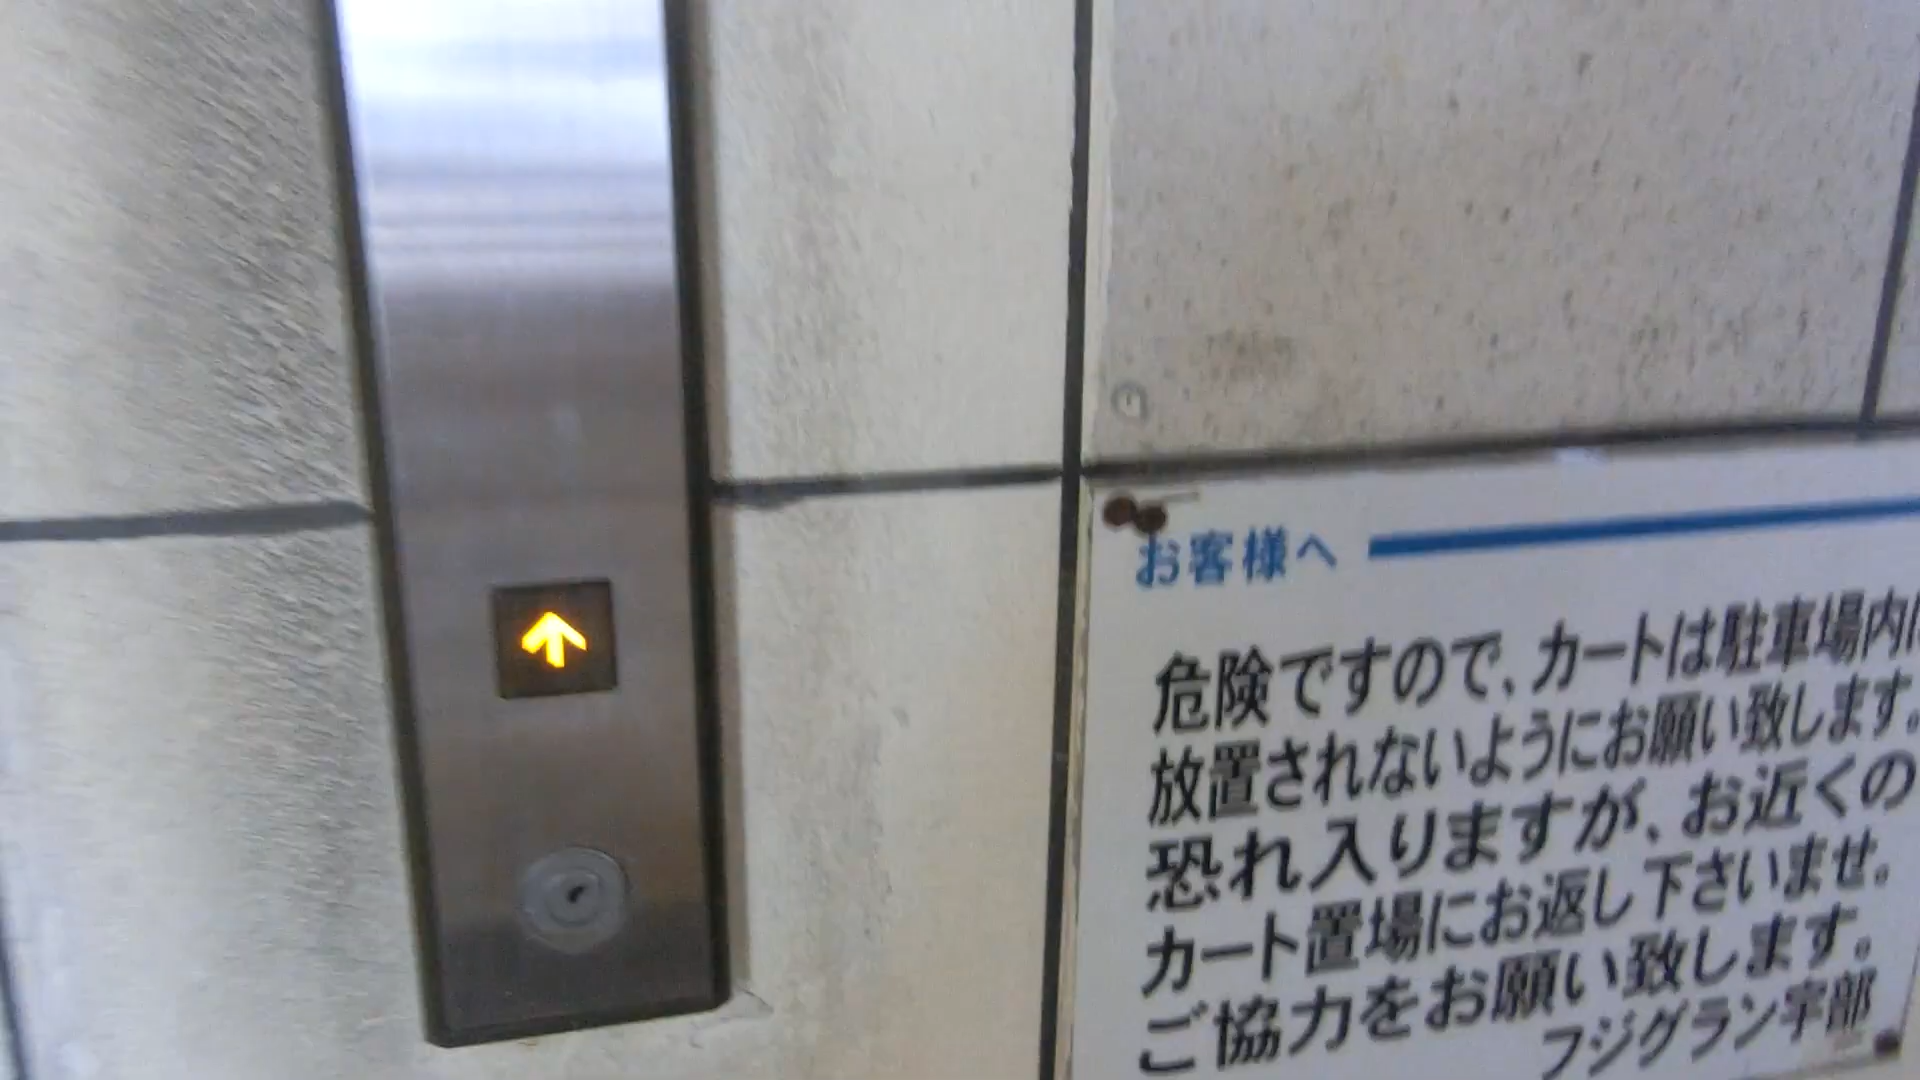 お客様へ
危険ですので、カートは駐車場内に
放置されないようにお願い致します。
恐れ入りますが、お近くの
カート置場にお返し下さいませ。
ご協力をお願い致します。
フジグラン宇部